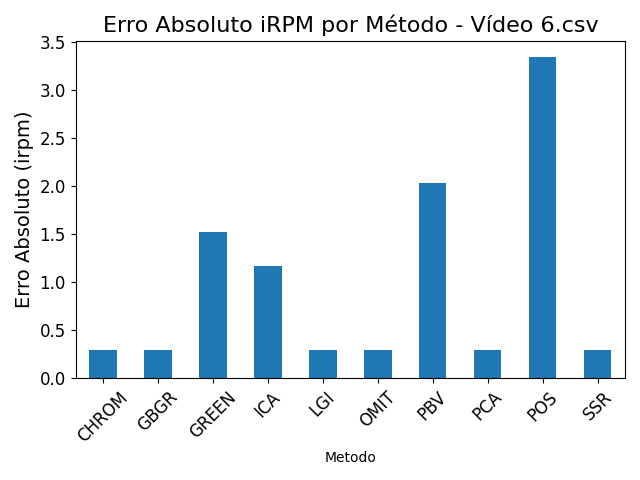 Erro Absoluto iRPM por Método - Vídeo 6.csv
Erro Absoluto (irpm)
3.5
3.0
2.5
2.0
1.5
1.0
0.5
0.0
CHROM
GBGR
GREEN
ICA
LGI
OMIT
PBV
PCA
POS
SSR
Metodo